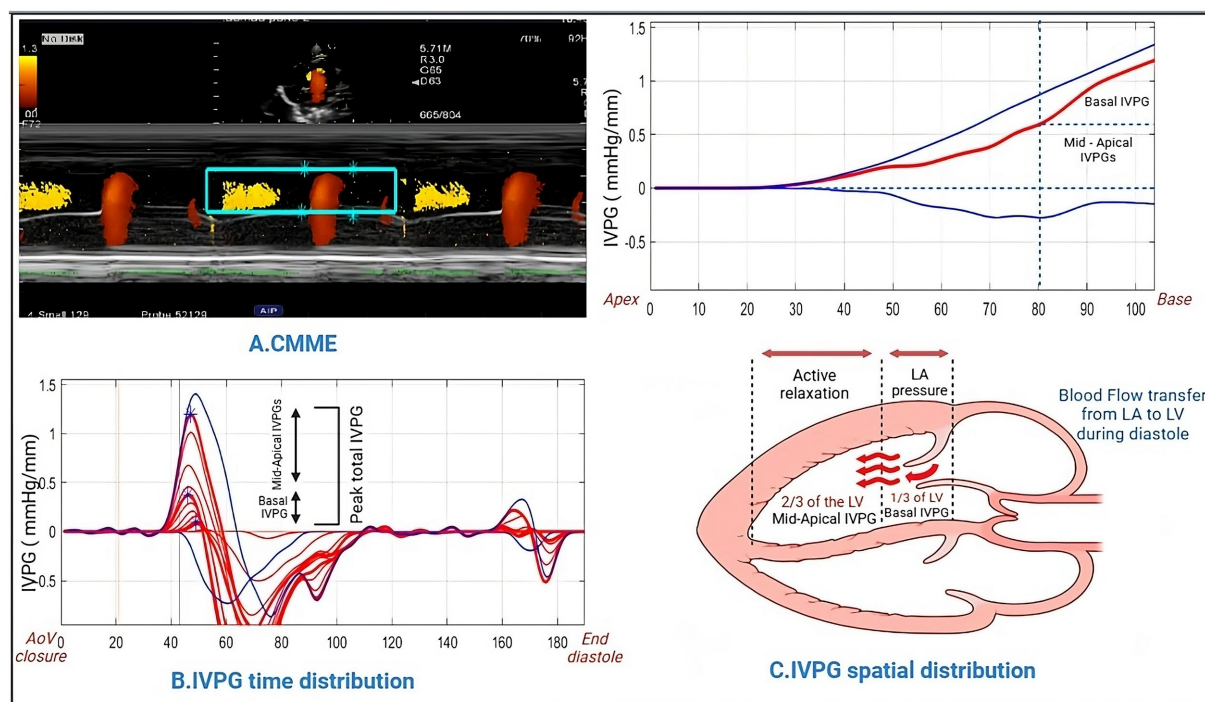 No Disk
1.3
70%
92H
5.71M
R3.0
G65
D63
665/804
AIP
A.CMME
1.5
1
0.5
0
-0.5
IVPG ( mmHg/mm)
Basal IVPG
Mid - Apical
IVPGs
Apex
0 10 20 30 40 50 60 70 80 90 100
Base
1.5
1
0.5
0
-0.5
IVPG ( mmHg/mm)
Mid-Apical IVPGs
Basal
IVPG
Peak total IVPG
AoV
closure
0 20 40 60 80 100 120 140 160 180
End
diastole
B.IVPG time distribution
Active
relaxation
LA
pressure
Blood Flow transfer
from LA to LV
during diastole
2/3 of the LV
Mid-Apical IVPG
1/3 of LV
Basal IVPG
C.IVPG spatial distribution